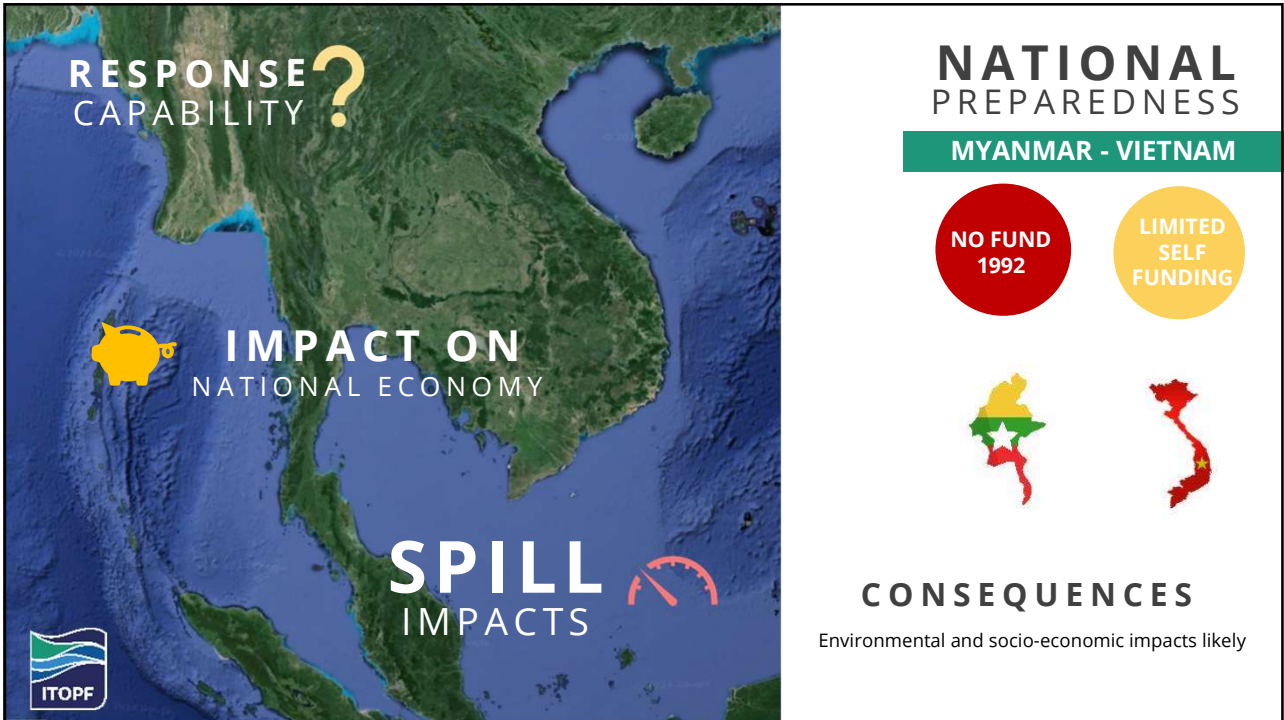 RESPONSE
CAPABILITY
?
IMPACT ON
NATIONAL ECONOMY
SPILL
IMPACTS
ITOPF
NATIONAL
PREPAREDNESS
MYANMAR - VIETNAM
NO FUND
1992
LIMITED
SELF
FUNDING
CONSEQUENCES
Environmental and socio-economic impacts likely